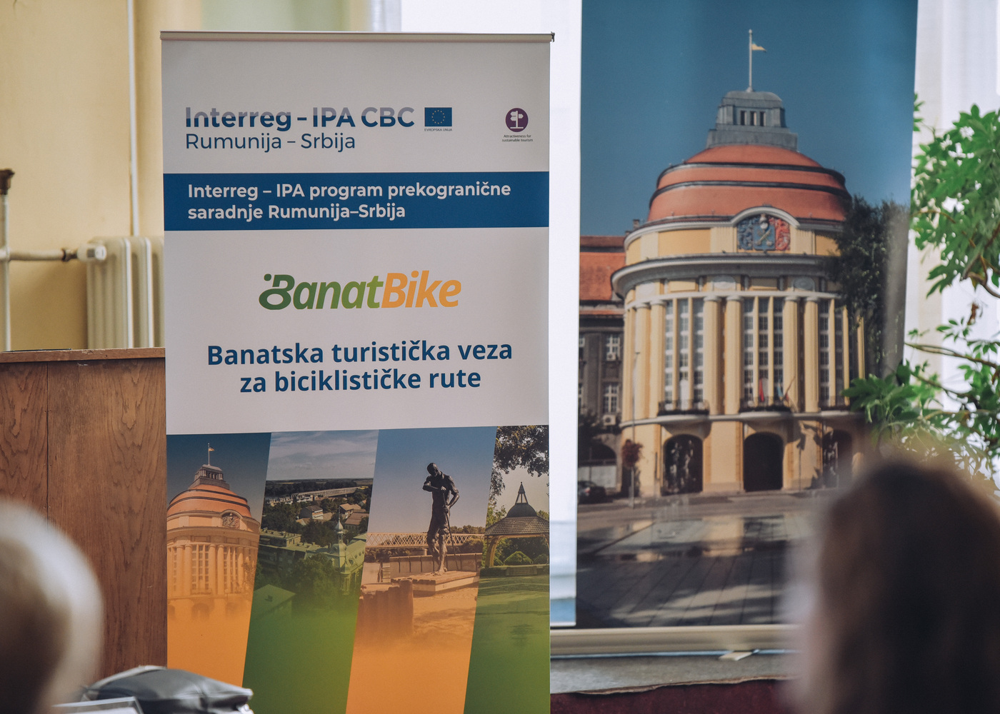 Interreg – IPA CBC
EVROPSKA UNIJA
Rumunija – Srbija
Attractiveness for
sustainable tourism
Interreg – IPA program prekogranične
saradnje Rumunija–Srbija
BanatBike
Banatska turistička veza
za biciklističke rute